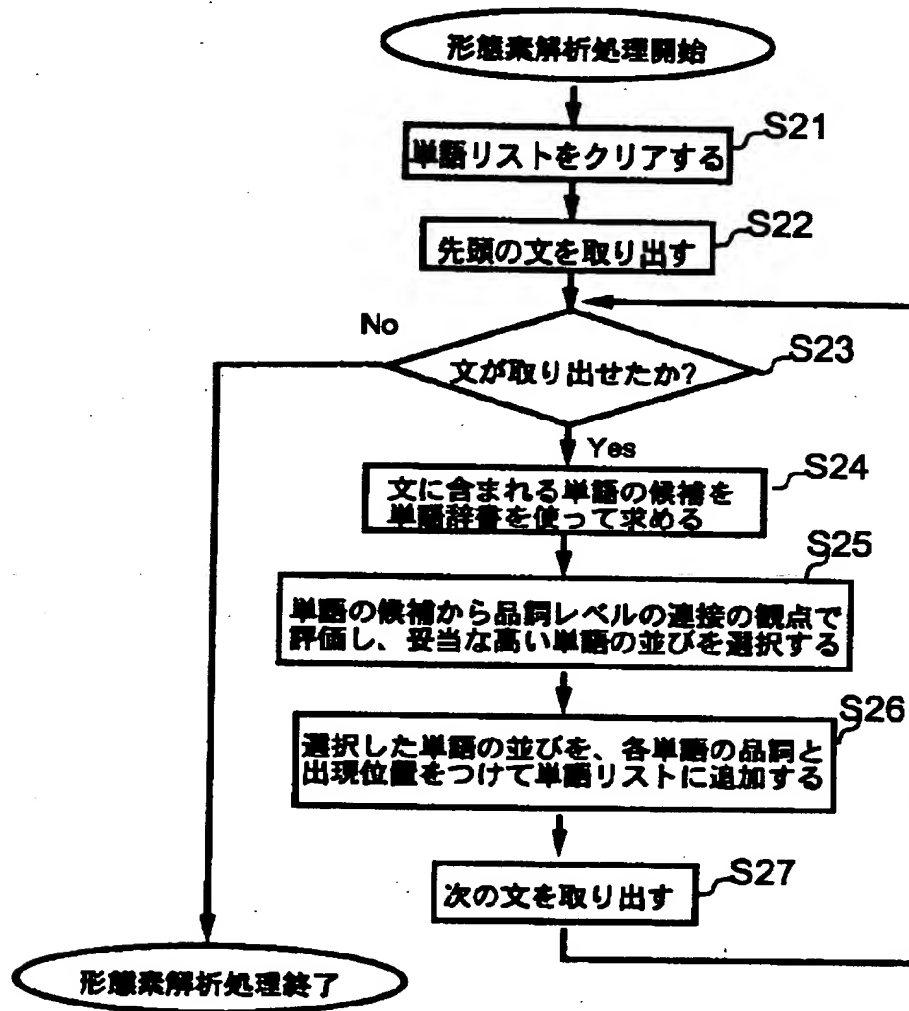 形態素解析処理開始
S21
単語リストをクリアする
S22
先頭の文を取り出す
No
S23
文が取り出せたか?
Yes
S24
文に含まれる単語の候補を
単語辞書を使って求める
S25
単語の候補から品詞レベルの連接の観点で
評価し、妥当な高い単語の並びを選択する
S26
選択した単語の並びを、各単語の品詞と
出現位置をつけて単語リストに追加する
S27
次の文を取り出す
形態素解析処理終了